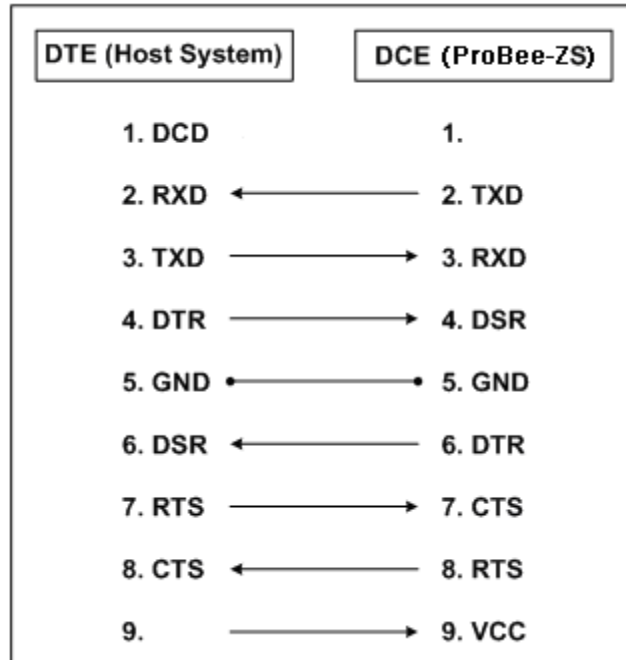 DTE (Host System) DCE (ProBee-ZS)
1. DCD 1.
2. RXD 2. TXD
3. TXD 3. RXD
4. DTR 4. DSR
5. GND 5. GND
6. DSR 6. DTR
7. RTS 7. CTS
8. CTS 8. RTS
9. 9. VCC